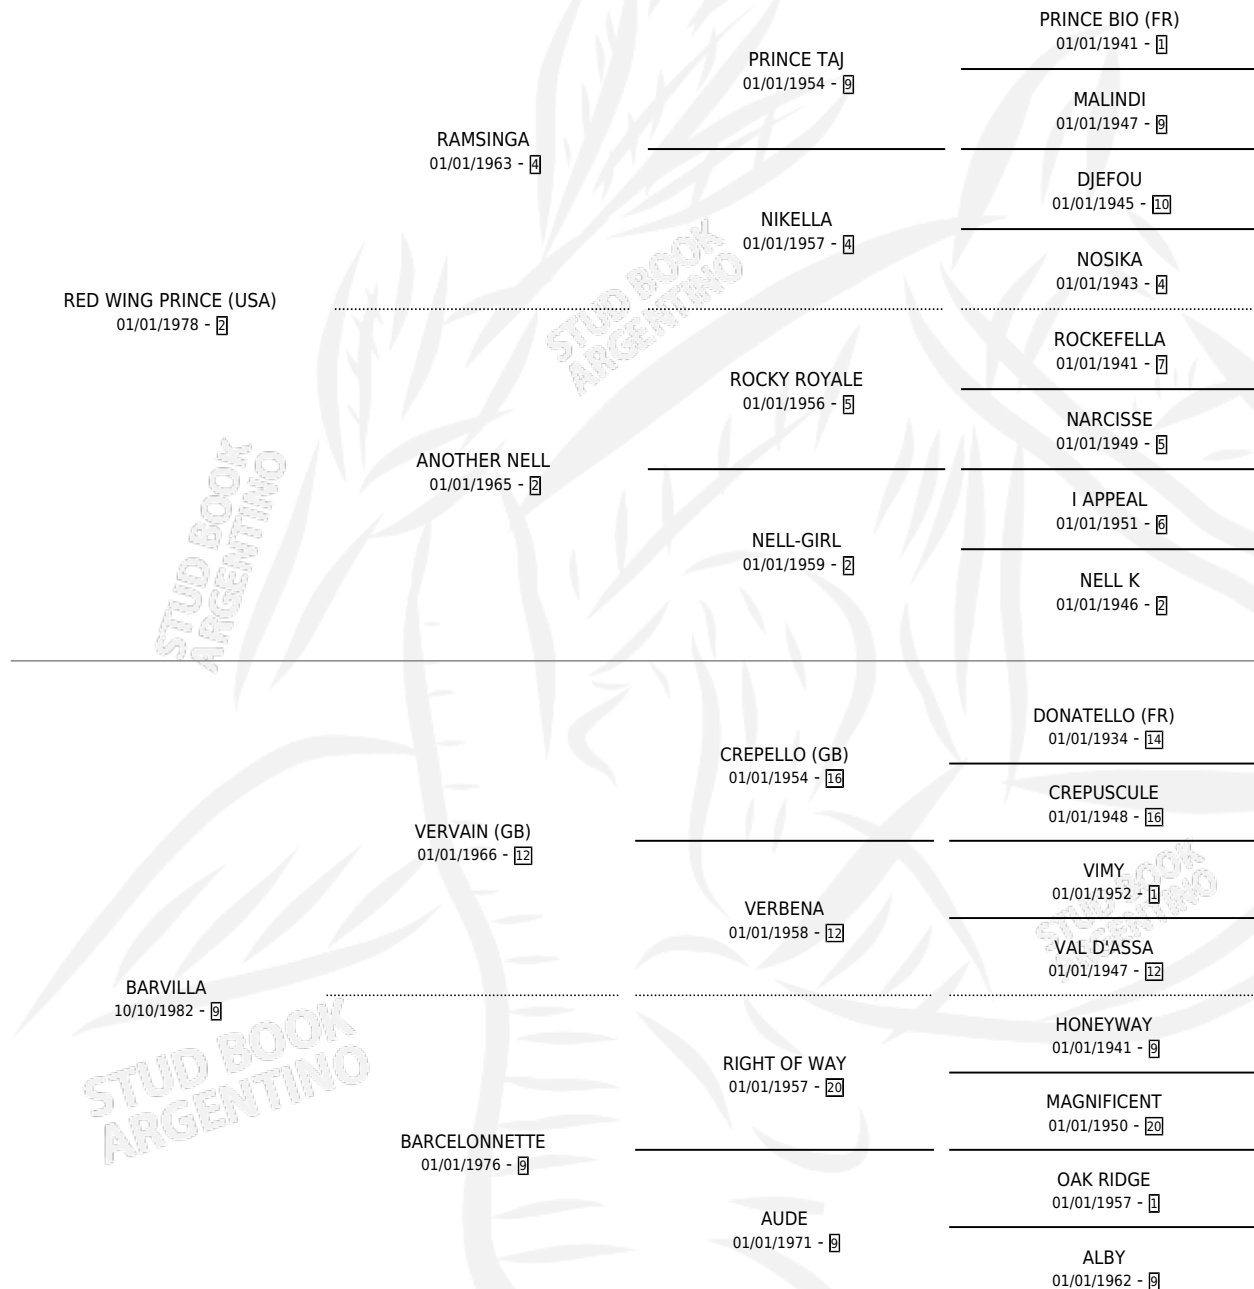 PRINCE BIO (FR)
01/01/1941 - 1
PRINCE TAJ
01/01/1954 - 9
MALINDI
01/01/1947 - 9
RAMSINGA
01/01/1963 - 4
DJEFOU
01/01/1945 - 10
NIKELLA
01/01/1957 - 4
NOSIKA
01/01/1943 - 4
RED WING PRINCE (USA)
01/01/1978 - 2
ROCKEFELLA
01/01/1941 - 7
ROCKY ROYALE
01/01/1956 - 5
NARCISSE
01/01/1949 - 5
ANOTHER NELL
01/01/1965 - 2
I APPEAL
01/01/1951 - 6
NELL-GIRL
01/01/1959 - 2
NELL K
01/01/1946 - 2
DONATELLO (FR)
01/01/1934 - 14
CREPELLO (GB)
01/01/1954 - 16
CREPUSCULE
01/01/1948 - 16
VERVAIN (GB)
01/01/1966 - 12
VIMY
01/01/1952 - 1
VERBENA
01/01/1958 - 12
VAL D'ASSA
01/01/1947 - 12
BARVILLA
10/10/1982 - 9
HONEYWAY
01/01/1941 - 9
RIGHT OF WAY
01/01/1957 - 20
MAGNIFICENT
01/01/1950 - 20
BARCELONNETTE
01/01/1976 - 9
OAK RIDGE
01/01/1957 - 1
AUDE
01/01/1971 - 9
ALBY
01/01/1962 - 9
STUD BOOK
ARGENTINO
STUD BOOK
ARGENTINO
STUD BOOK
ARGENTINO
STUD BOOK
ARGENTINO